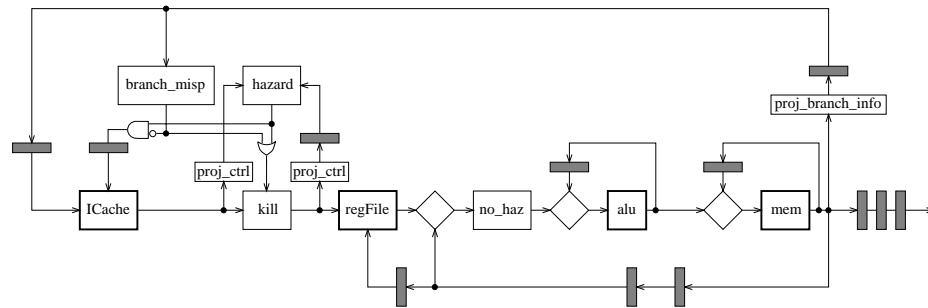 branch_misp
hazard
proj_branch_info
proj_ctrl
proj_ctrl
ICache
kill
regFile
no_haz
alu
mem